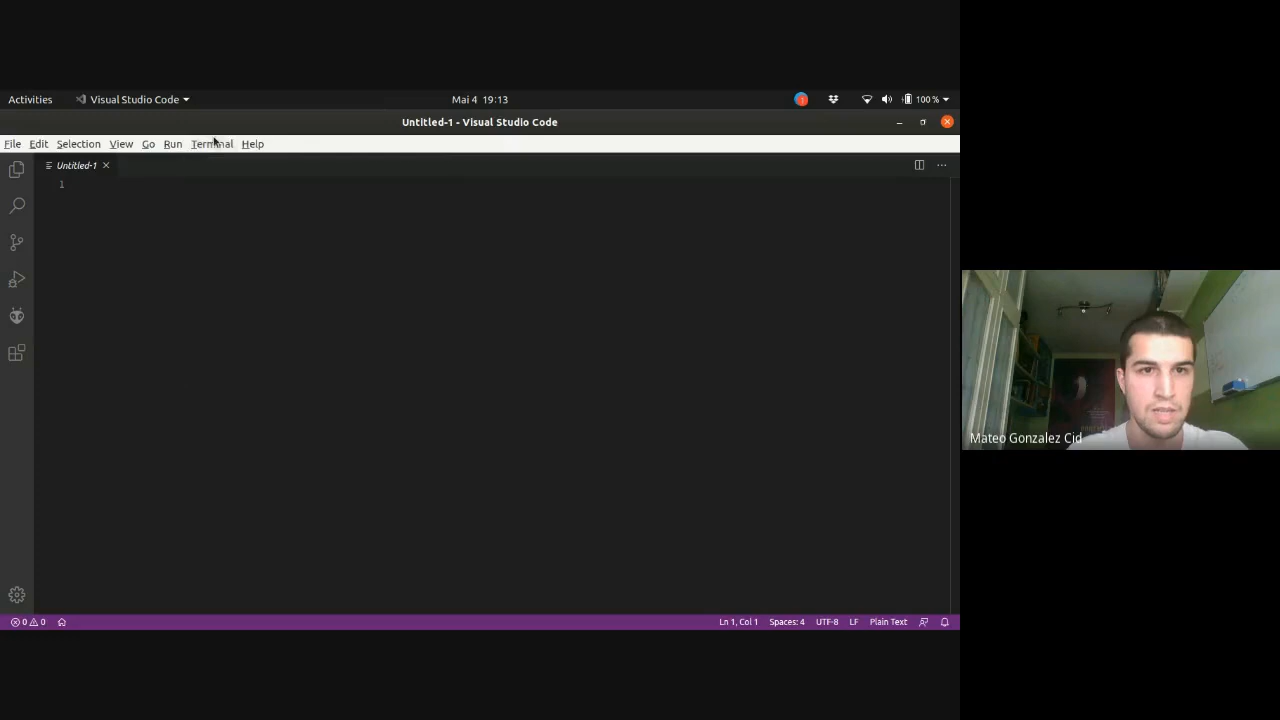 Activities Visual Studio Code Mai 4 19:13 100 %
Untitled-1 - Visual Studio Code
File Edit Selection View Go Run Terminal Help
Untitled-1
1
Mateo Gonzalez Cid
0 0 Ln 1, Col 1 Spaces: 4 UTF-8 LF Plain Text